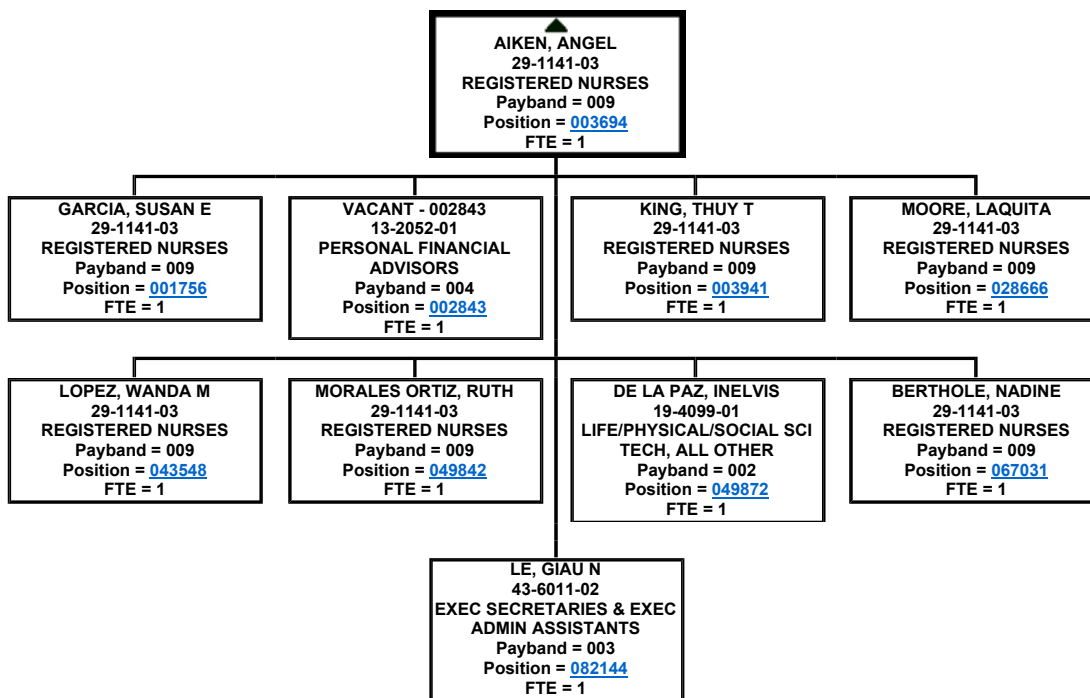 AIKEN, ANGEL
29-1141-03
REGISTERED NURSES
Payband = 009
Position = 003694
FTE = 1
GARCIA, SUSAN E
29-1141-03
REGISTERED NURSES
Payband = 009
Position = 001756
FTE = 1
VACANT - 002843
13-2052-01
PERSONAL FINANCIAL
ADVISORS
Payband = 004
Position = 002843
FTE = 1
KING, THUY T
29-1141-03
REGISTERED NURSES
Payband = 009
Position = 003941
FTE = 1
MOORE, LAQUITA
29-1141-03
REGISTERED NURSES
Payband = 009
Position = 028666
FTE = 1
LOPEZ, WANDA M
29-1141-03
REGISTERED NURSES
Payband = 009
Position = 043548
FTE = 1
MORALES ORTIZ, RUTH
29-1141-03
REGISTERED NURSES
Payband = 009
Position = 049842
FTE = 1
DE LA PAZ, INELVIS
19-4099-01
LIFE/PHYSICAL/SOCIAL SCI
TECH, ALL OTHER
Payband = 002
Position = 049872
FTE = 1
BERTHOLE, NADINE
29-1141-03
REGISTERED NURSES
Payband = 009
Position = 067031
FTE = 1
LE, GIAU N
43-6011-02
EXEC SECRETARIES & EXEC
ADMIN ASSISTANTS
Payband = 003
Position = 082144
FTE = 1